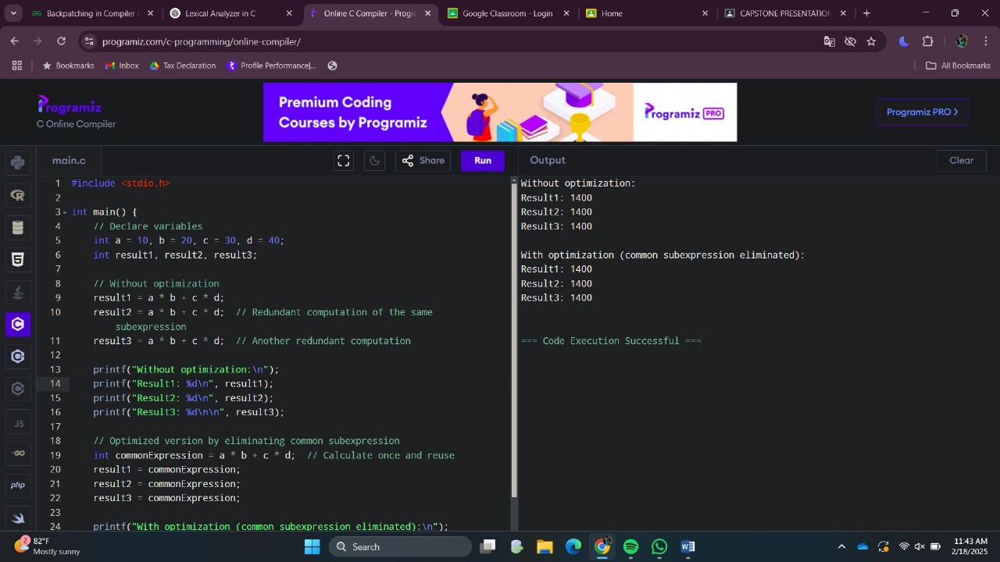 Backpatching in Compiler D
Lexical Analyzer in C
Online C Compiler - Progra
Google Classroom - Login
Home
CAPSTONE PRESENTATION
programiz.com/c-programming/online-compiler/
Bookmarks
Inbox
Tax Declaration
Profile Performance|...
All Bookmarks
Programiz
C Online Compiler
Premium Coding
Courses by Programiz
Programiz PRO
Programiz PRO
main.c
Share
Run
Output
Clear
1 #include <stdio.h>
2
3 int main() {
4 // Declare variables
5 int a = 10, b = 20, c = 30, d = 40;
6 int result1, result2, result3;
7
8 // Without optimization
9 result1 = a * b + c * d;
10 result2 = a * b + c * d;  // Redundant computation of the same
subexpression
11 result3 = a * b + c * d;  // Another redundant computation
12
13 printf("Without optimization:\n");
14 printf("Result1: %d\n", result1);
15 printf("Result2: %d\n", result2);
16 printf("Result3: %d\n\n", result3);
17
18 // Optimized version by eliminating common subexpression
19 int commonExpression = a * b + c * d;  // Calculate once and reuse
20 result1 = commonExpression;
21 result2 = commonExpression;
22 result3 = commonExpression;
23
24 printf("With optimization (common subexpression eliminated):\n");
Without optimization:
Result1: 1400
Result2: 1400
Result3: 1400
With optimization (common subexpression eliminated):
Result1: 1400
Result2: 1400
Result3: 1400
=== Code Execution Successful ===
JS
GO
php
2
82°F
Mostly sunny
Search
11:43 AM
2/18/2025